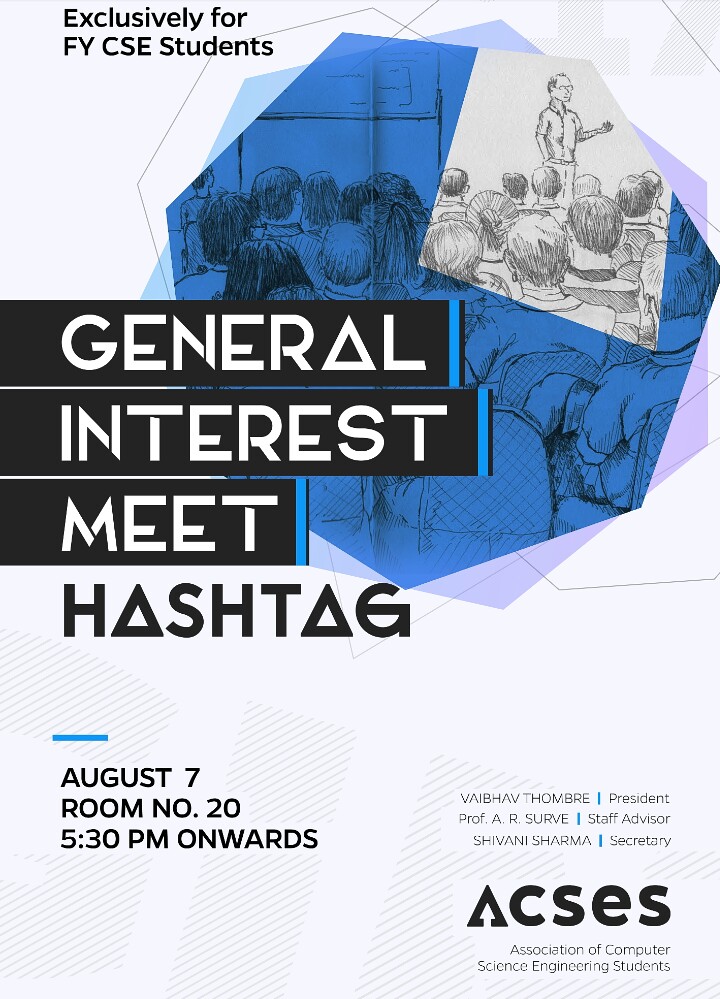 Exclusively for
FY CSE Students
GENERAL
INTEREST
MEET
HASHTAG
AUGUST 7
ROOM NO. 20
5:30 PM ONWARDS
VAIBHAV THOMBRE | President
Prof. A. R. SURVE | Staff Advisor
SHIVANI SHARMA | Secretary
Acses
Association of Computer
Science Engineering Students